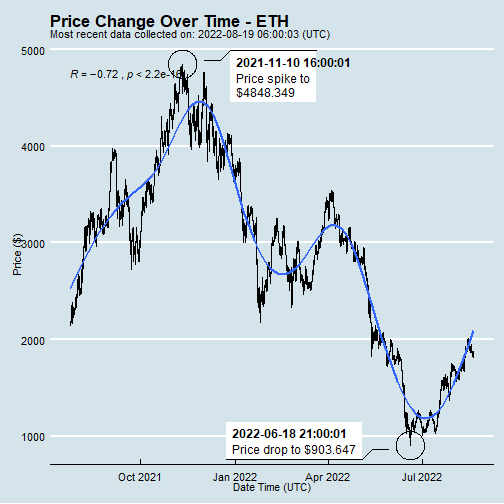 Price Change Over Time - ETH
Most recent data collected on: 2022-08-19 06:00:03 (UTC)
5000
4000
3000
2000
1000
Price ($)
R = −0.72 , p < 2.2e-16
2021-11-10 16:00:01
Price spike to
$4848.349
2022-06-18 21:00:01
Price drop to $903.647
Oct 2021
Jan 2022
Apr 2022
Jul 2022
Date Time (UTC)